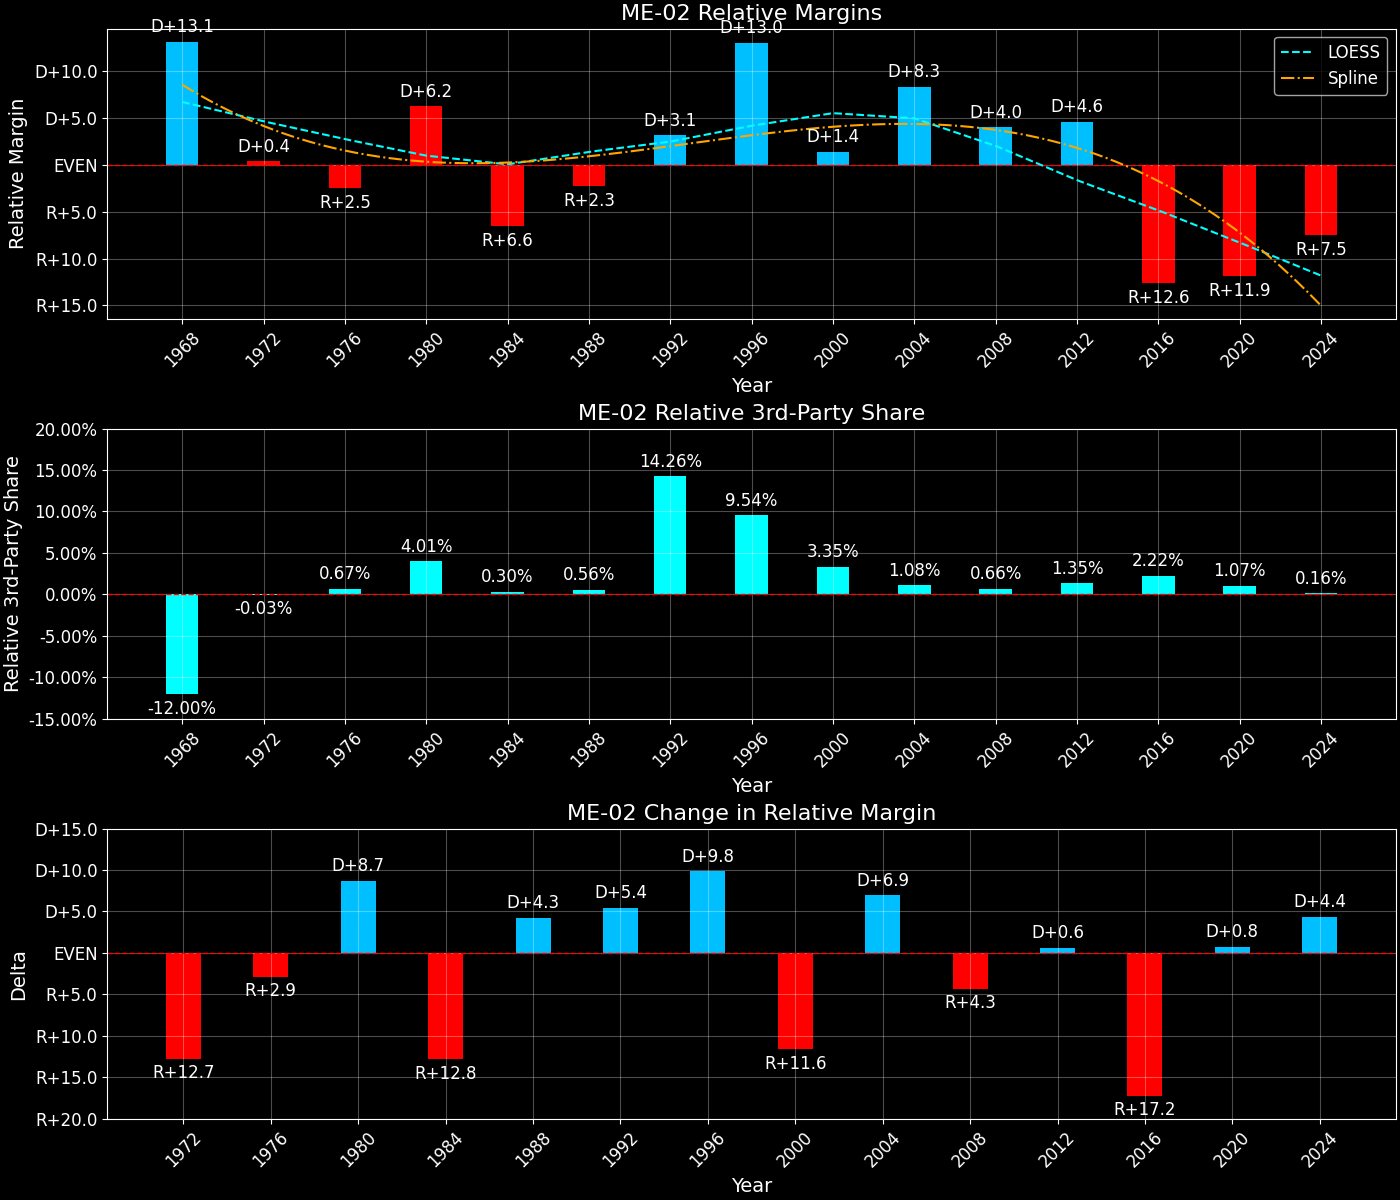 ME-02 Relative Margins
Relative Margin
D+10.0
D+5.0
EVEN
R+5.0
R+10.0
R+15.0
D+13.1
D+0.4
R+2.5
D+6.2
R+6.6
R+2.3
D+3.1
D+13.0
D+1.4
D+8.3
D+4.0
D+4.6
R+12.6
R+11.9
R+7.5
LOESS
Spline
1968
1972
1976
1980
1984
1988
1992
1996
2000
2004
2008
2012
2016
2020
2024
Year
ME-02 Relative 3rd-Party Share
Relative 3rd-Party Share
20.00%
15.00%
10.00%
5.00%
0.00%
-5.00%
-10.00%
-15.00%
-12.00%
-0.03%
0.67%
4.01%
0.30%
0.56%
14.26%
9.54%
3.35%
1.08%
0.66%
1.35%
2.22%
1.07%
0.16%
1968
1972
1976
1980
1984
1988
1992
1996
2000
2004
2008
2012
2016
2020
2024
Year
ME-02 Change in Relative Margin
Delta
D+15.0
D+10.0
D+5.0
EVEN
R+5.0
R+10.0
R+15.0
R+20.0
R+12.7
R+2.9
D+8.7
R+12.8
D+4.3
D+5.4
D+9.8
R+11.6
D+6.9
R+4.3
D+0.6
R+17.2
D+0.8
D+4.4
1972
1976
1980
1984
1988
1992
1996
2000
2004
2008
2012
2016
2020
2024
Year